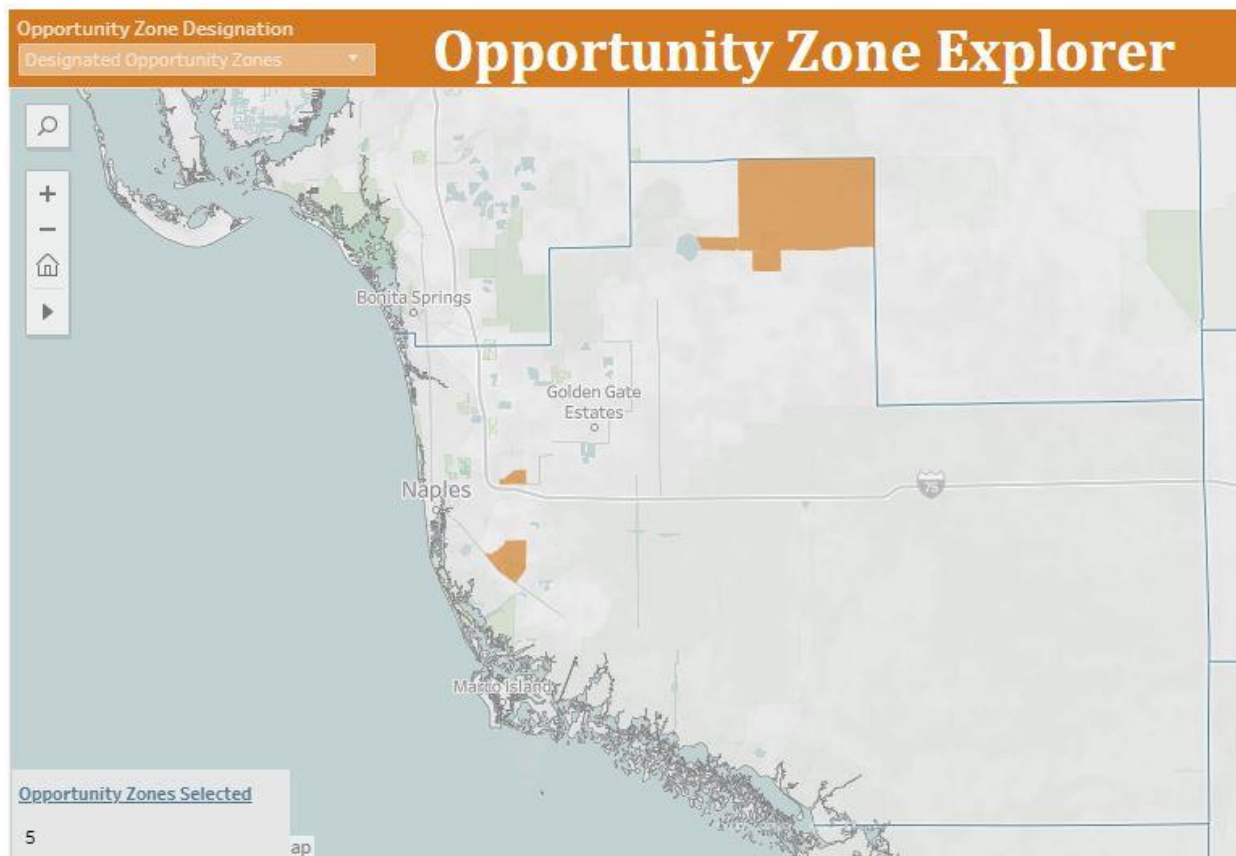 Opportunity Zone Designation
Designated Opportunity Zones
Opportunity Zone Explorer
Bonita Springs
Golden Gate
Estates
Naples
75
Marco Island
Opportunity Zones Selected
5
ap